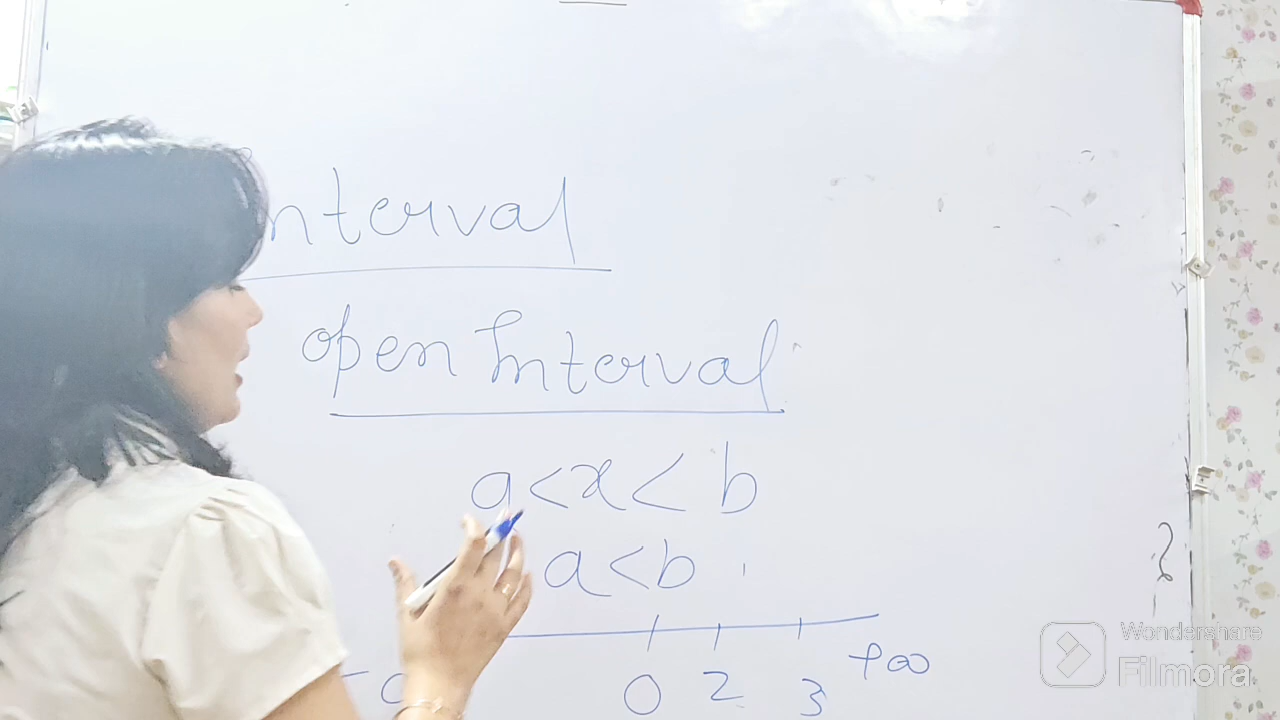 nterval
open Interval
a<x<b
a<b
0 2 3 +∞
Wondershare
Filmora